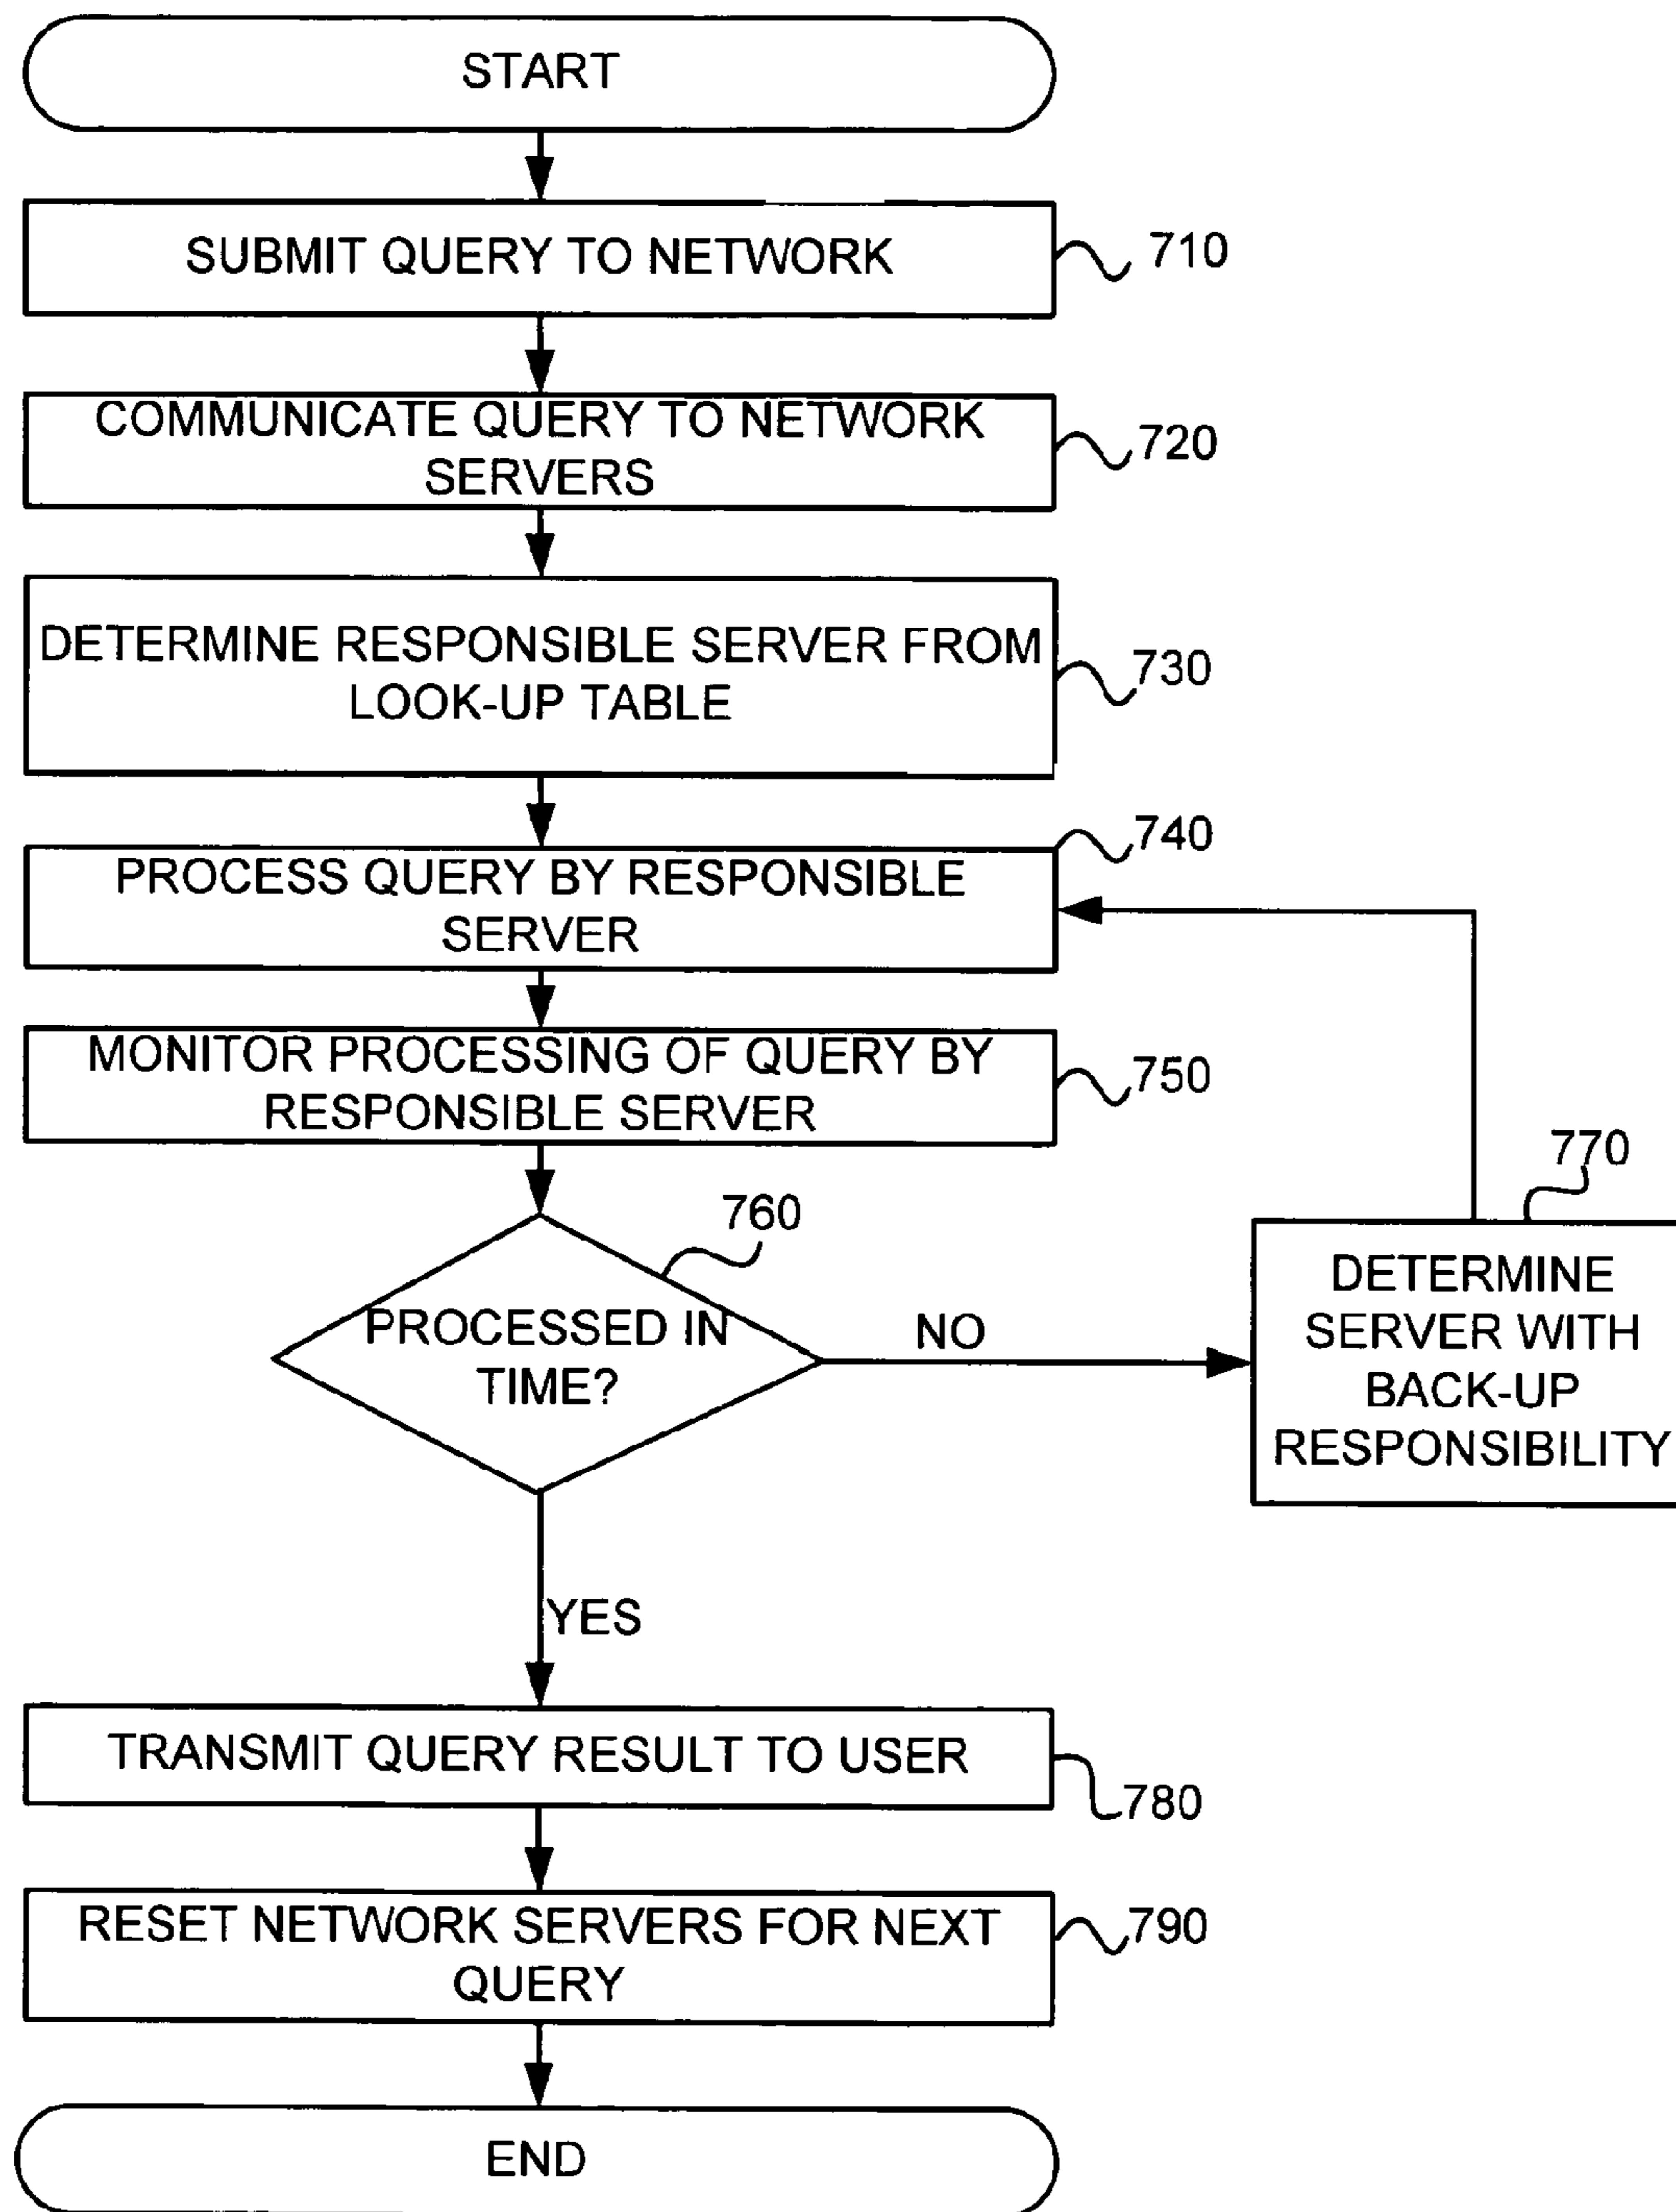 START
SUBMIT QUERY TO NETWORK
710
COMMUNICATE QUERY TO NETWORK
SERVERS
720
DETERMINE RESPONSIBLE SERVER FROM
LOOK-UP TABLE
730
PROCESS QUERY BY RESPONSIBLE
SERVER
740
MONITOR PROCESSING OF QUERY BY
RESPONSIBLE SERVER
750
PROCESSED IN
TIME?
760
NO
770
DETERMINE
SERVER WITH
BACK-UP
RESPONSIBILITY
YES
TRANSMIT QUERY RESULT TO USER
780
RESET NETWORK SERVERS FOR NEXT
QUERY
790
END